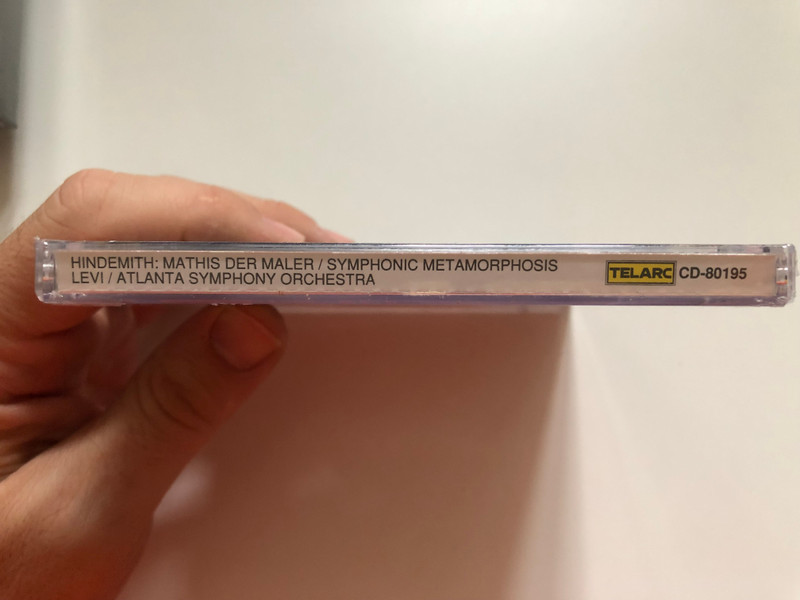 HINDEMITH: MATHIS DER MALER / SYMPHONIC METAMORPHOSIS
LEVI / ATLANTA SYMPHONY ORCHESTRA
TELARC CD-80195